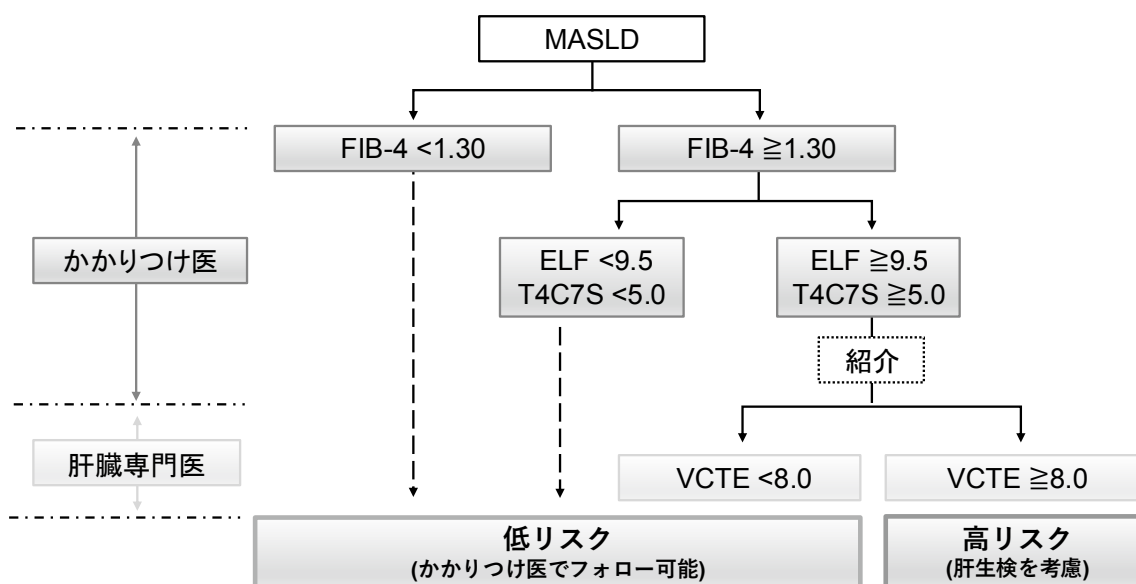 MASLD
FIB-4 <1.30
FIB-4 ≧1.30
かかりつけ医
ELF <9.5
T4C7S <5.0
ELF ≧9.5
T4C7S ≧5.0
紹介
肝臓専門医
VCTE <8.0
VCTE ≧8.0
低リスク
(かかりつけ医でフォロー可能)
高リスク
(肝生検を考慮)